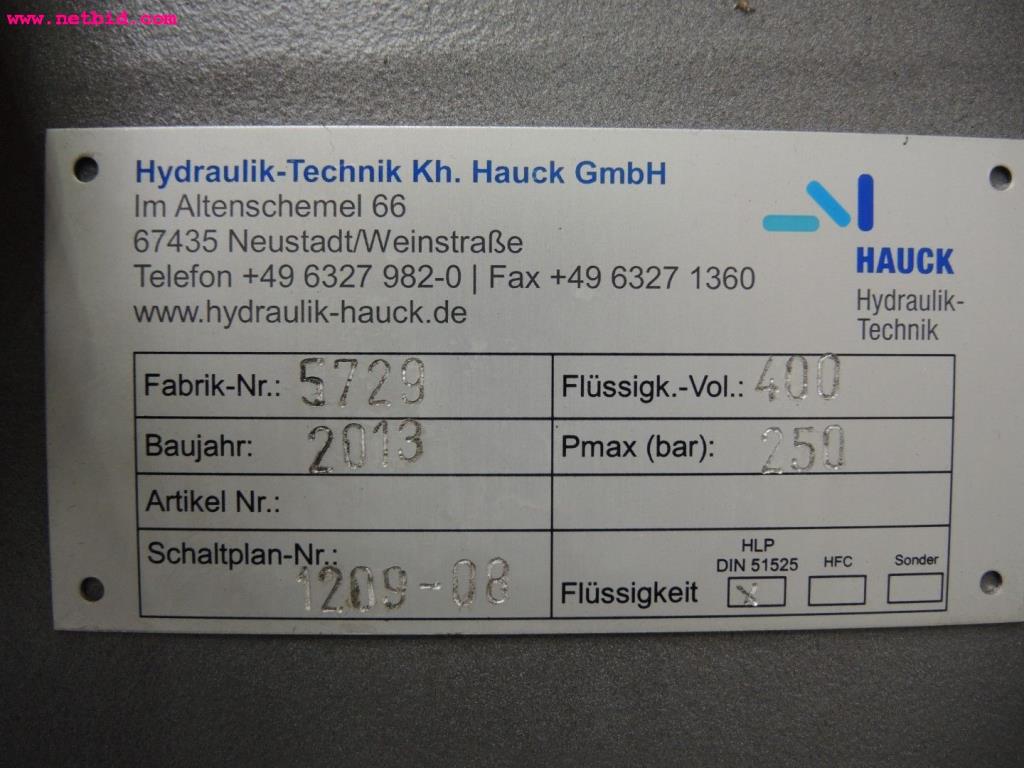 www.netbid.com
Hydraulik-Technik Kh. Hauck GmbH
Im Altenschemel 66
67435 Neustadt/Weinstraße
Telefon +49 6327 982-0 | Fax +49 6327 1360
www.hydraulik-hauck.de
HAUCK
Hydraulik-
Technik
Fabrik-Nr.: 5729
Flüssigk.-Vol.: 400
Baujahr: 2013
Pmax (bar): 250
Artikel Nr.:
Schaltplan-Nr.:
1209-08
HLP
DIN 51525
HFC
Sonder
Flüssigkeit X